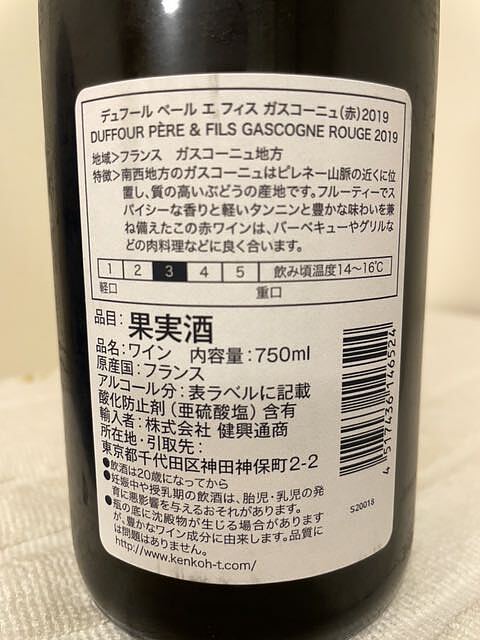 デュフール ペール エ フィス ガスコーニュ(赤)2019
DUFFOUR PÈRE & FILS GASCOGNE ROUGE 2019
地域>フランス ガスコーニュ地方
特徴>南西地方のガスコーニュはピレネー山脈の近くに位
置し、質の高いぶどうの産地です。フルーティーでス
パイシーな香りと軽いタンニンと豊かな味わいを兼
ね備えたこの赤ワインは、バーベキューやグリルな
どの肉料理などに良く合います。
1 2 3 4 5 飲み頃温度14〜16℃
軽口 重口
品目:果実酒
品名:ワイン 内容量:750ml
原産国:フランス
アルコール分:表ラベルに記載
酸化防止剤(亜硫酸塩)含有
輸入者:株式会社 健興通商
所在地・引取先:
東京都千代田区神田神保町2-2
●飲酒は20歳になってから
●妊娠中や授乳期の飲酒は、胎児・乳児の発
育に悪影響を与えるおそれがあります。
●瓶の底に沈殿物が生じる場合があります
が、豊かなワイン成分に由来します。品質に
は問題はありません。
http://www.kenkoh-t.com/
4 517436 146524
S20018